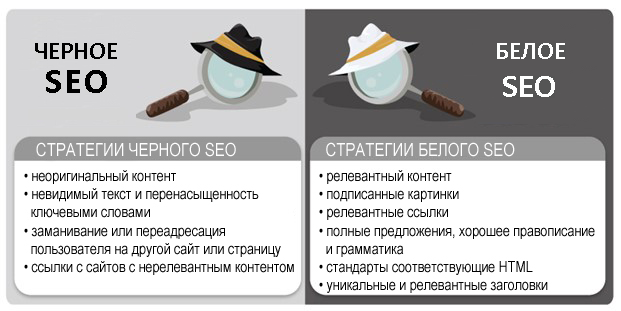 ЧЕРНОЕ
SEO
БЕЛОЕ
SEO
СТРАТЕГИИ ЧЕРНОГО SEO
• неоригинальный контент
• невидимый текст и перенасыщенность
ключевыми словами
• заманивание или переадресация
пользователя на другой сайт или страницу
• ссылки с сайтов с нерелевантным контентом
СТРАТЕГИИ БЕЛОГО SEO
• релевантный контент
• подписанные картинки
• релевантные ссылки
• полные предложения, хорошее правописание
и грамматика
• стандарты соответствующие HTML
• уникальные и релевантные заголовки